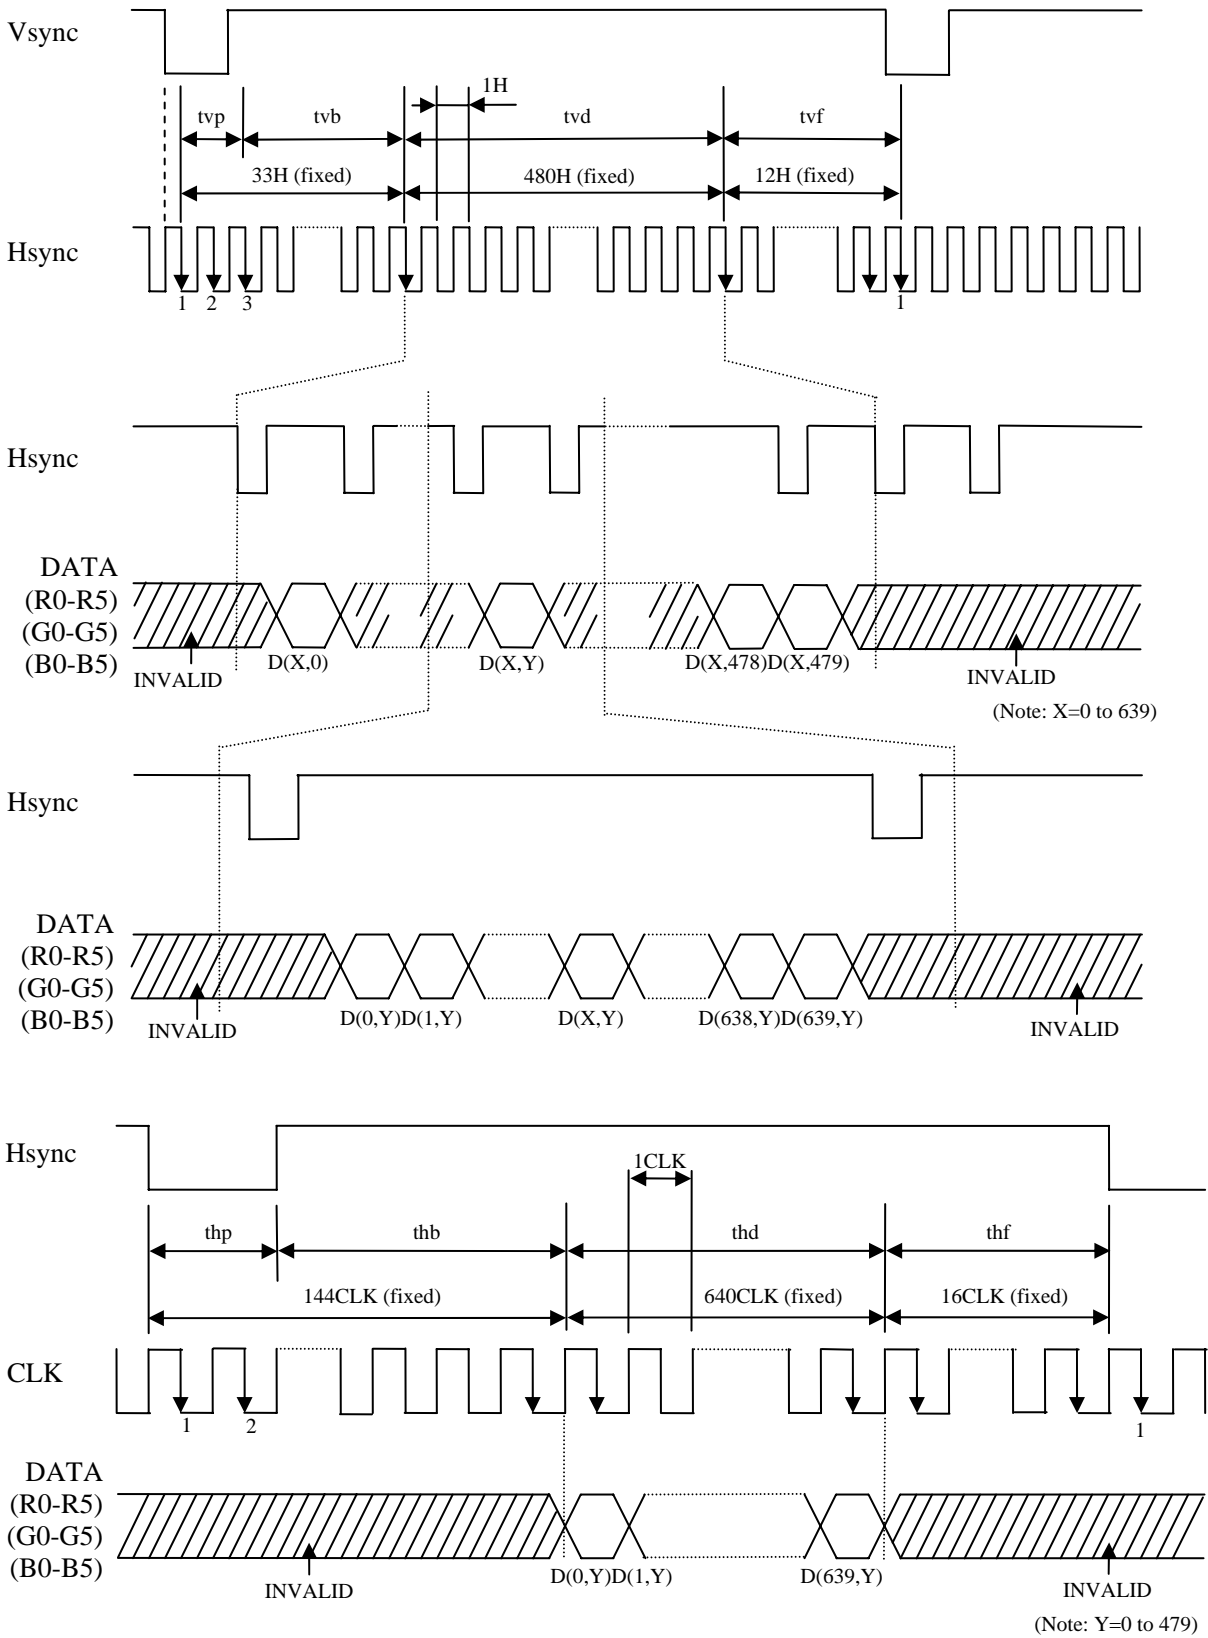 Vsync
1H
tvp
tvb
tvd
tvf
33H (fixed)
480H (fixed)
12H (fixed)
Hsync
1
2
3
1
Hsync
DATA
(R0-R5)
(G0-G5)
(B0-B5)
D(X,0)
D(X,Y)
D(X,478)D(X,479)
INVALID
INVALID
(Note: X=0 to 639)
Hsync
DATA
(R0-R5)
(G0-G5)
(B0-B5)
D(0,Y)D(1,Y)
D(X,Y)
D(638,Y)D(639,Y)
INVALID
INVALID
Hsync
1CLK
thp
thb
thd
thf
144CLK (fixed)
640CLK (fixed)
16CLK (fixed)
CLK
1
2
1
DATA
(R0-R5)
(G0-G5)
(B0-B5)
D(0,Y)D(1,Y)
D(639,Y)
INVALID
INVALID
(Note: Y=0 to 479)